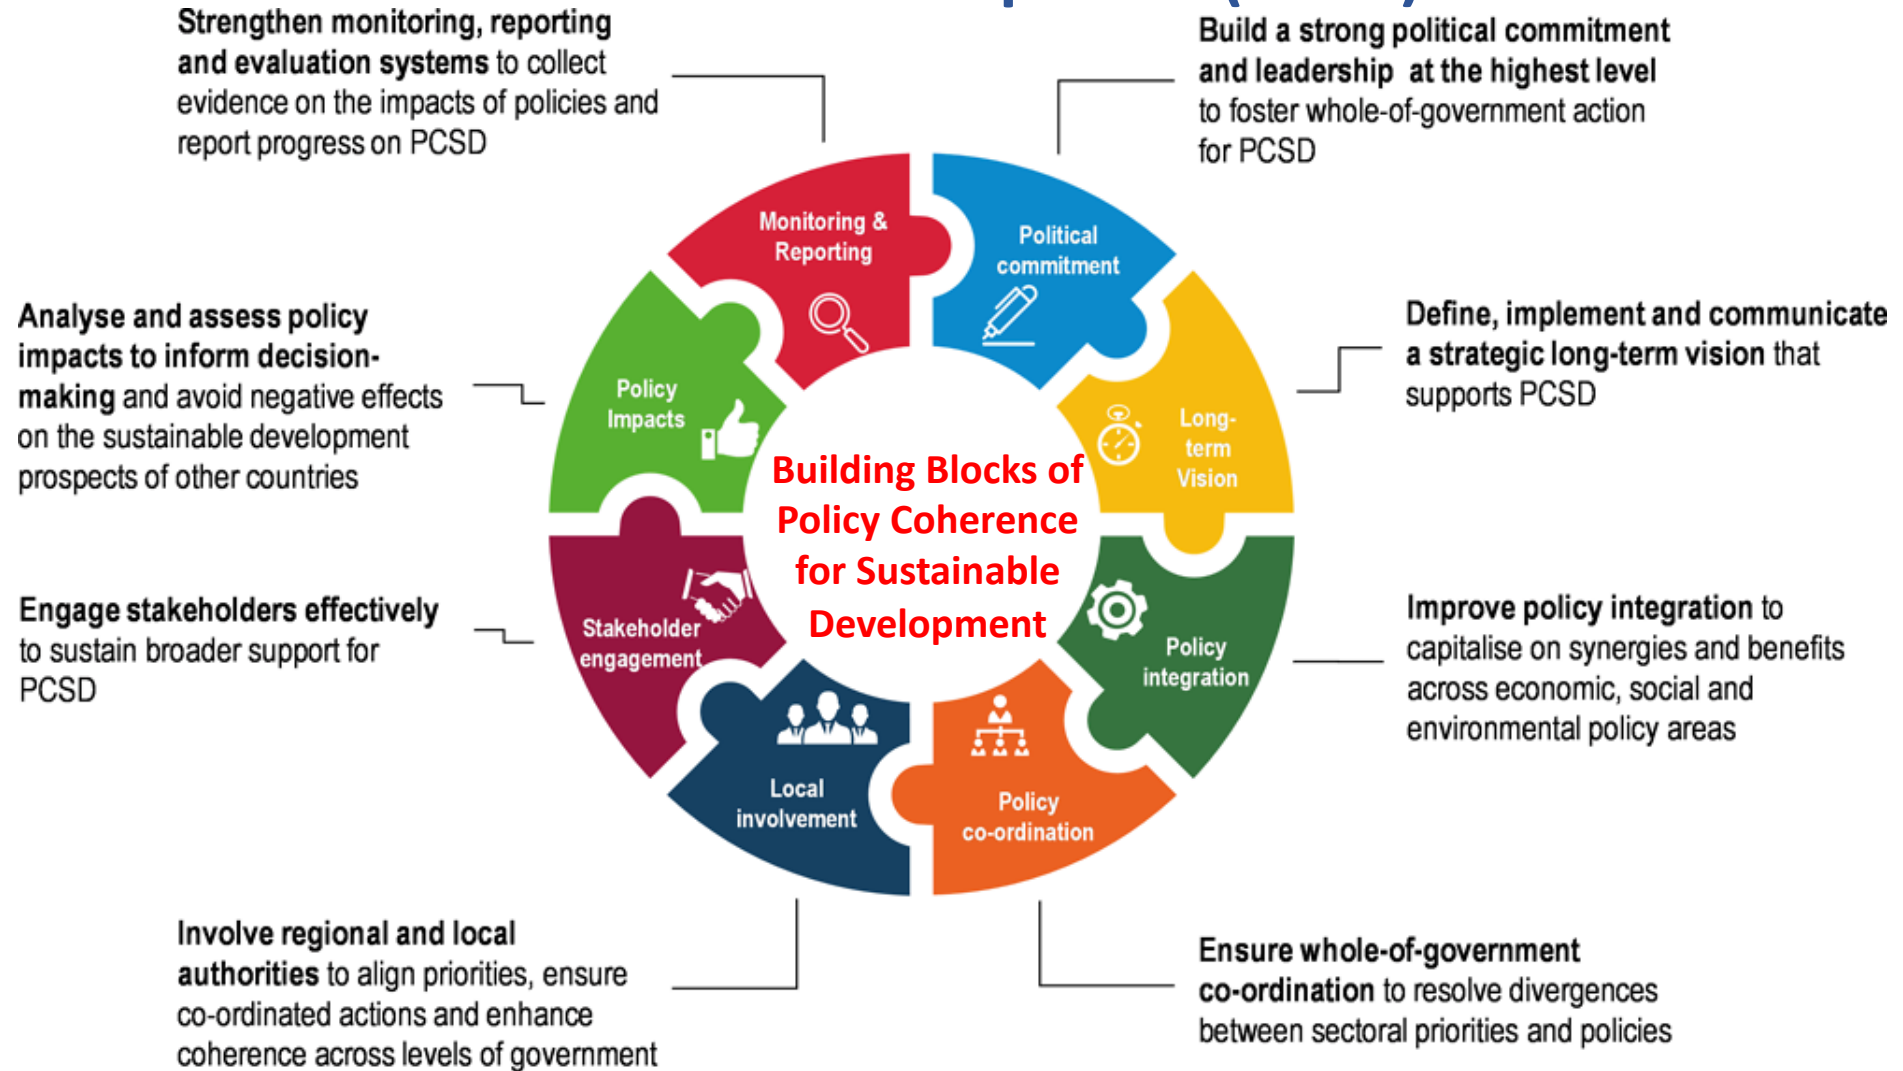 Strengthen monitoring, reporting
and evaluation systems to collect
evidence on the impacts of policies and
report progress on PCSD
Build a strong political commitment
and leadership at the highest level
to foster whole-of-government action
for PCSD
Monitoring &
Reporting
Political
commitment
Analyse and assess policy
impacts to inform decision-
making and avoid negative effects
on the sustainable development
prospects of other countries
Policy
Impacts
Long-
term
Vision
Define, implement and communicate
a strategic long-term vision that
supports PCSD
Building Blocks of
Policy Coherence
for Sustainable
Development
Engage stakeholders effectively
to sustain broader support for
PCSD
Stakeholder
engagement
Policy
integration
Improve policy integration to
capitalise on synergies and benefits
across economic, social and
environmental policy areas
Local
involvement
Policy
co-ordination
Involve regional and local
authorities to align priorities, ensure
co-ordinated actions and enhance
coherence across levels of government
Ensure whole-of-government
co-ordination to resolve divergences
between sectoral priorities and policies